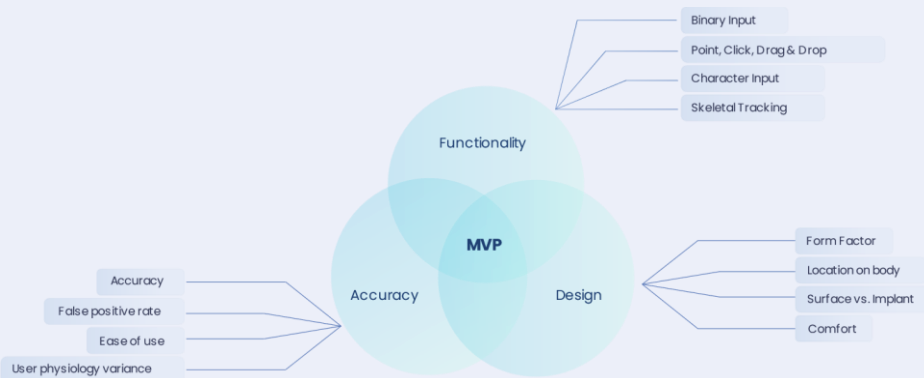 Binary Input
Point, Click, Drag & Drop
Character Input
Skeletal Tracking
Functionality
MVP
Accuracy
Design
Form Factor
Location on body
Surface vs. Implant
Comfort
Accuracy
False positive rate
Ease of use
User physiology variance